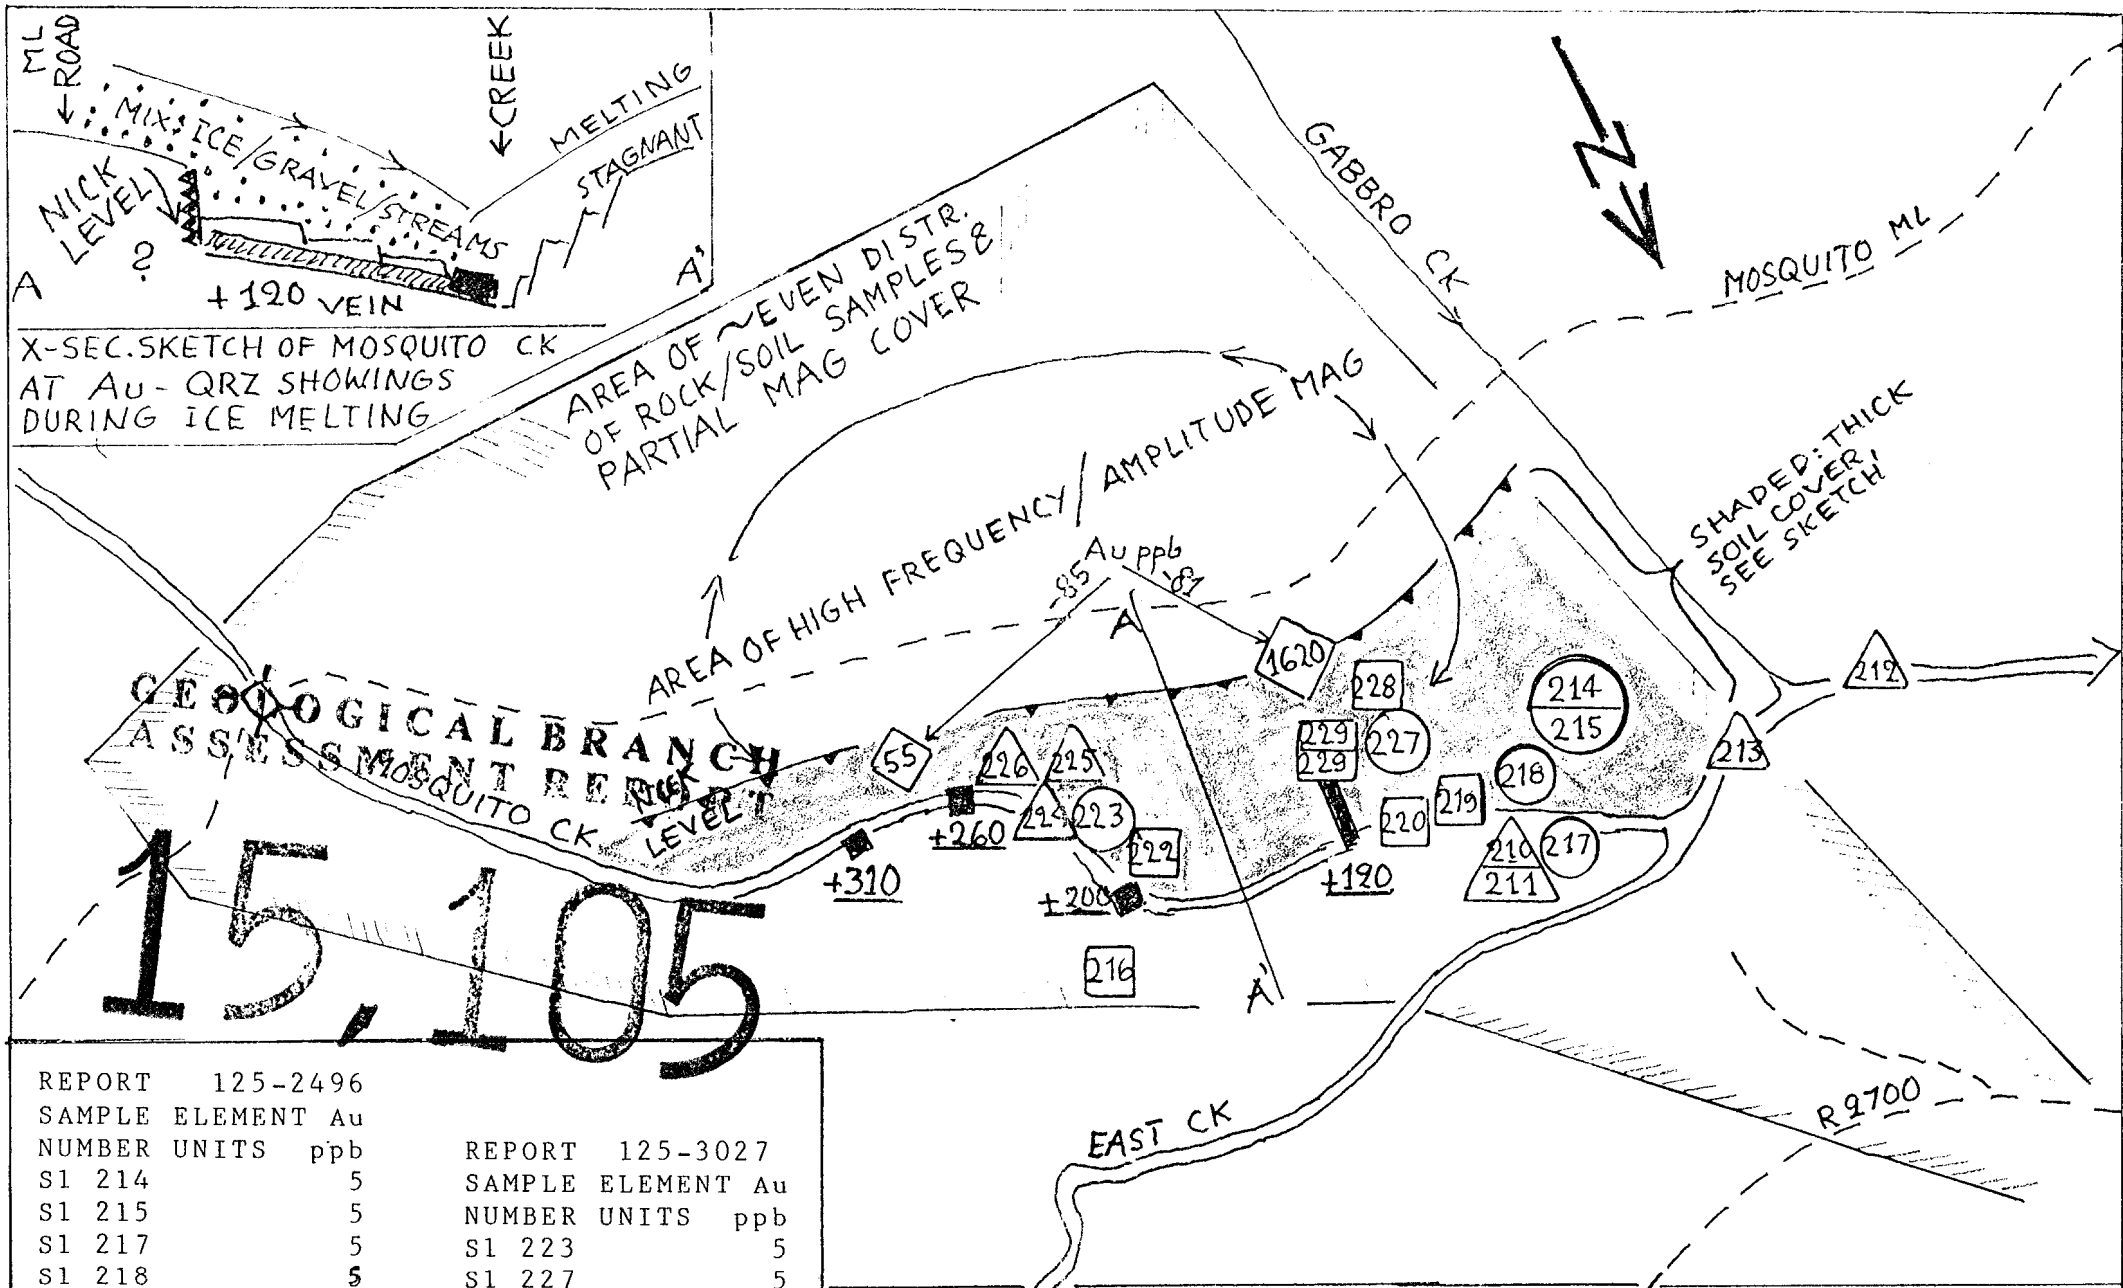 ML
ROAD
CREEK
MELTING
STAGNANT
MIX: ICE/GRAVEL/STREAMS
NICK
LEVEL
?
A
A'
+120 VEIN
X-SEC. SKETCH OF MOSQUITO CK
AT Au-QRZ SHOWINGS
DURING ICE MELTING
AREA OF ~EVEN DISTR.
OF ROCK/SOIL SAMPLES &
PARTIAL MAG COVER
GABBRO CK
MOSQUITO ML
AREA OF HIGH FREQUENCY/AMPLITUDE MAG
SHADED: THICK
SOIL COVER,
SEE SKETCH
Au ppb
-85
-81
A
1620
228
214
215
212
213
55
226
225
229
229
227
218
219
224
223
222
220
210
211
217
+260
+310
+200
+120
216
A'
GEOLOGICAL BRANCH
ASSESSMENT REPORT
MOSQUITO CK
NICK
LEVEL
15,105
EAST CK
R2700
REPORT 125-2496
SAMPLE ELEMENT Au
NUMBER UNITS ppb
S1 214 5
S1 215 5
S1 217 5
S1 218 5
REPORT 125-3027
SAMPLE ELEMENT Au
NUMBER UNITS ppb
S1 223 5
S1 227 5